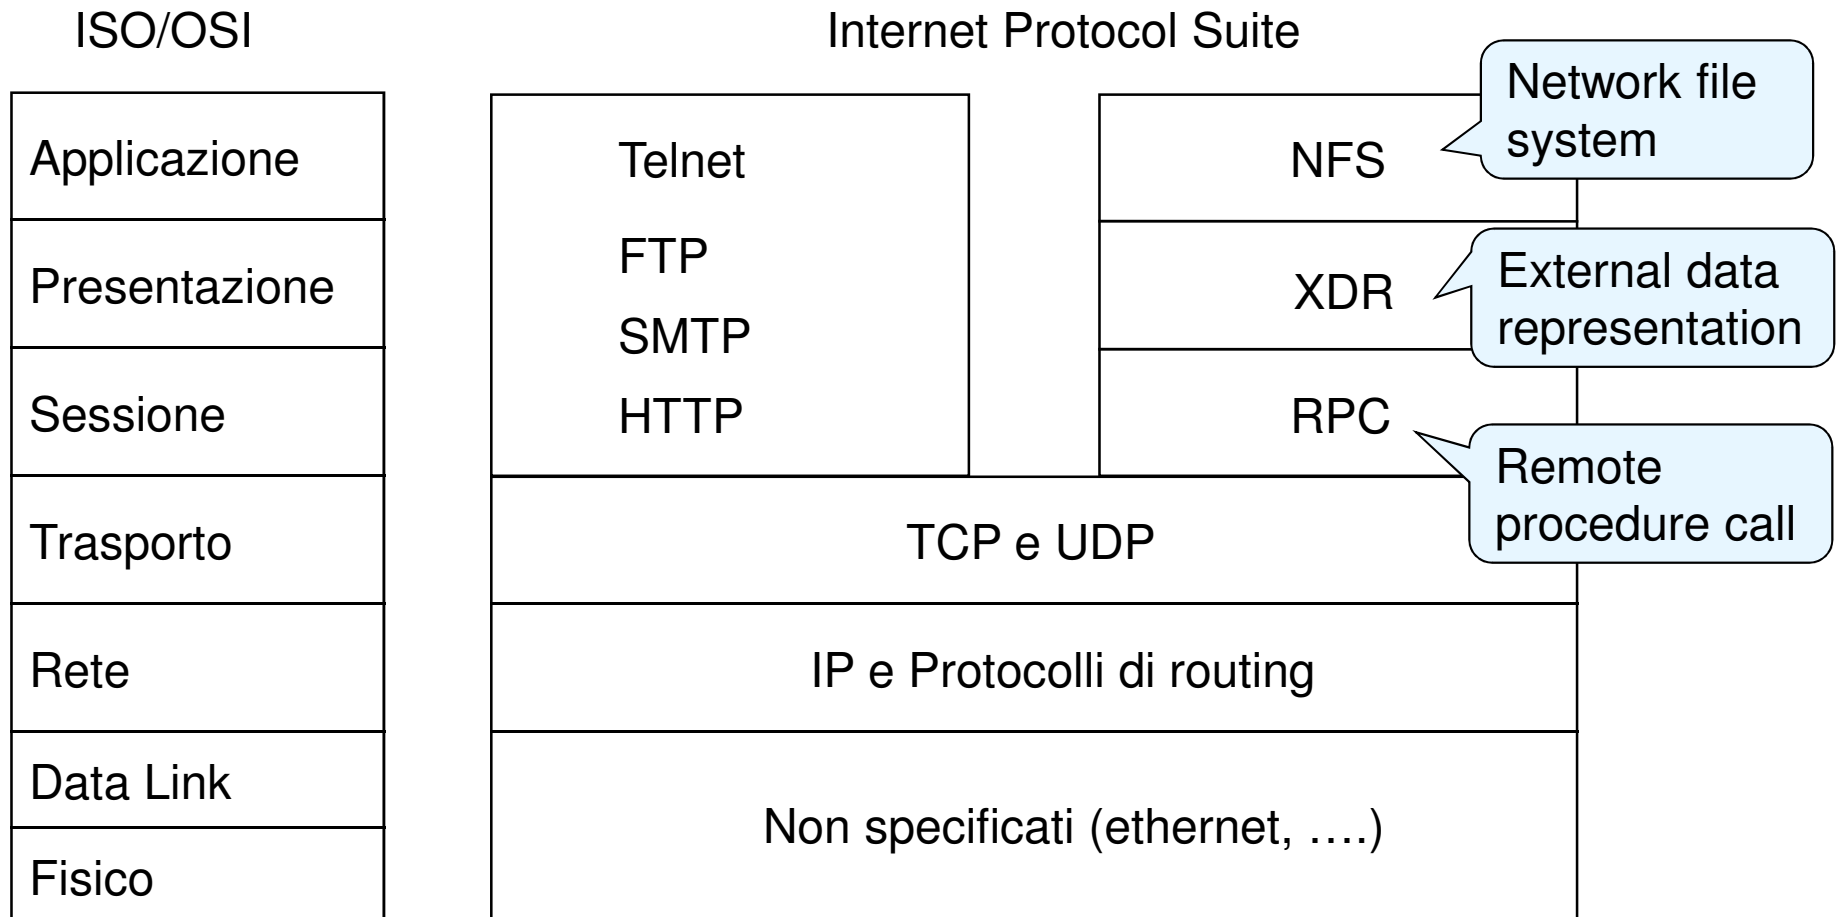 ISO/OSI
Internet Protocol Suite
Applicazione
Presentazione
Sessione
Trasporto
Rete
Data Link
Fisico
Telnet
FTP
SMTP
HTTP
NFS
Network file
system
XDR
External data
representation
RPC
Remote
procedure call
TCP e UDP
IP e Protocolli di routing
Non specificati (ethernet, ….)